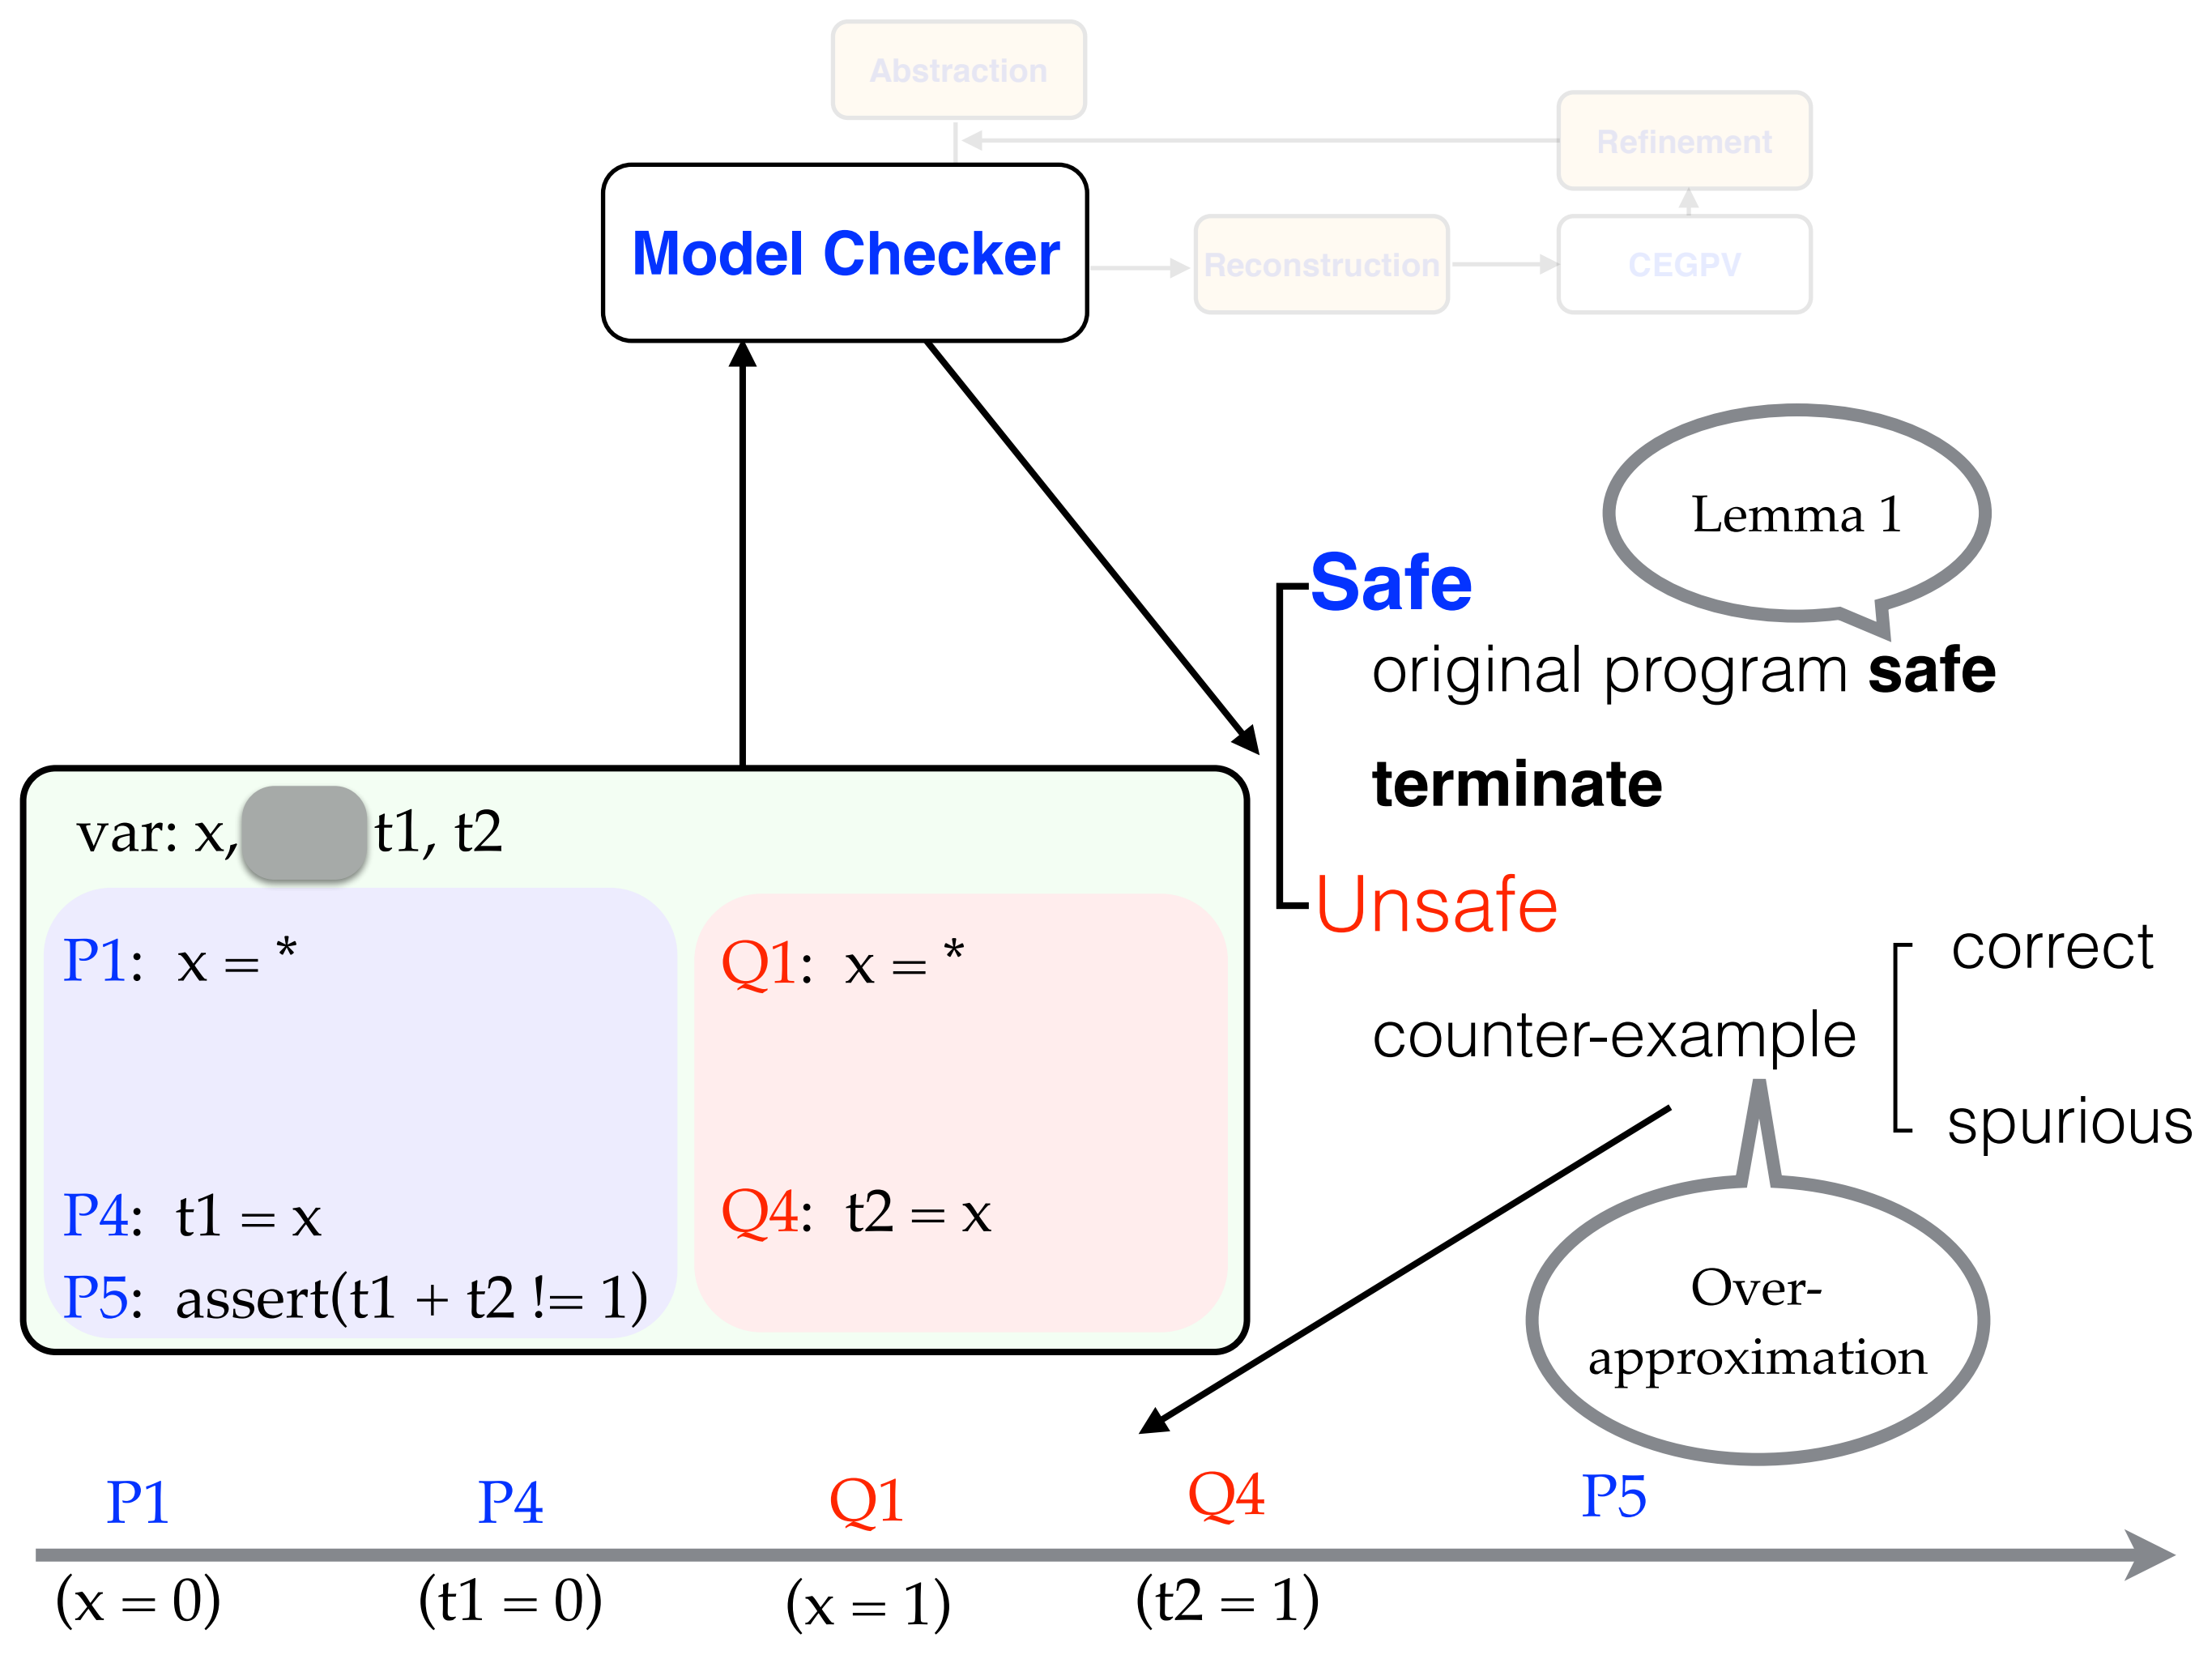 Abstraction
Refinement
Model Checker
Reconstruction
CEGPV
Lemma 1
Safe
original program safe
terminate
var: x, t1, t2
Unsafe
P1: x = *
Q1: x = *
correct
counter-example
spurious
P4: t1 = x
Q4: t2 = x
P5: assert(t1 + t2 != 1)
Over-
approximation
P1 P4 Q1 Q4 P5
(x = 0) (t1 = 0) (x = 1) (t2 = 1)